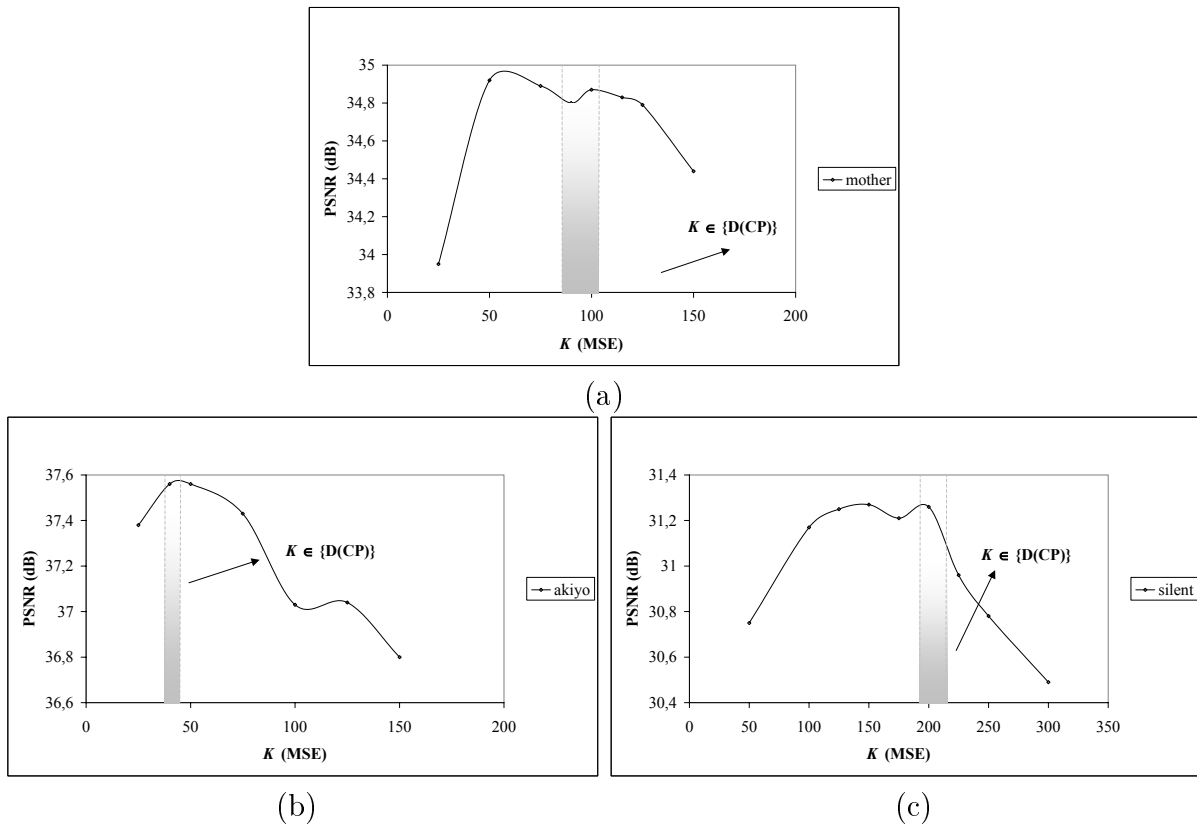 35
34,8
34,6
34,4
34,2
34
33,8
PSNR (dB)
0 50 100 150 200
K (MSE)
K ∈ {D(CP)}
mother
(a)
37,6
37,4
37,2
37
36,8
36,6
PSNR (dB)
0 50 100 150 200
K (MSE)
K ∈ {D(CP)}
akiyo
(b)
31,4
31,2
31
30,8
30,6
30,4
PSNR (dB)
0 50 100 150 200 250 300 350
K (MSE)
K ∈ {D(CP)}
silent
(c)